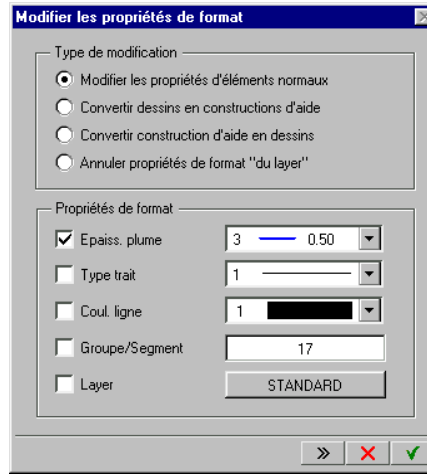 Modifier les propriétés de format
Type de modification
Modifier les propriétés d'éléments normaux
Convertir dessins en constructions d'aide
Convertir construction d'aide en dessins
Annuler propriétés de format "du layer"
Propriétés de format
Epaiss. plume 3 0.50
Type trait 1
Coul. ligne 1
Groupe/Segment 17
Layer STANDARD